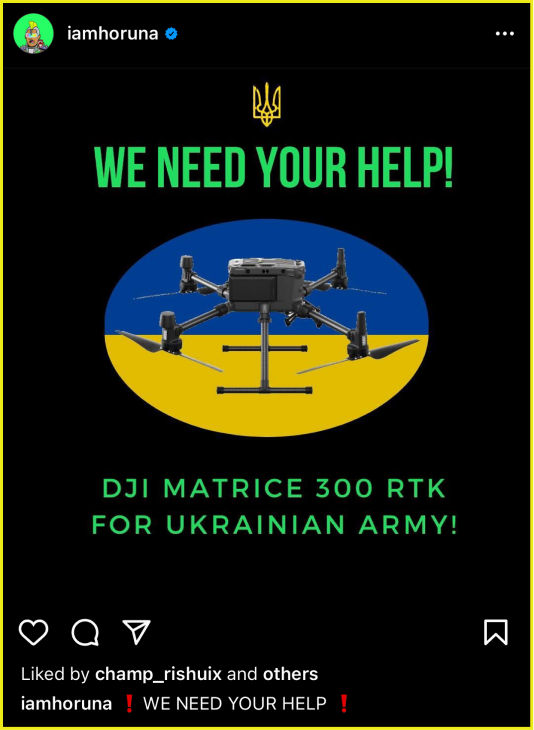 iamhoruna
WE NEED YOUR HELP!
DJI MATRICE 300 RTK
FOR UKRAINIAN ARMY!
Liked by champ_rishuix and others
iamhoruna ❗ WE NEED YOUR HELP ❗